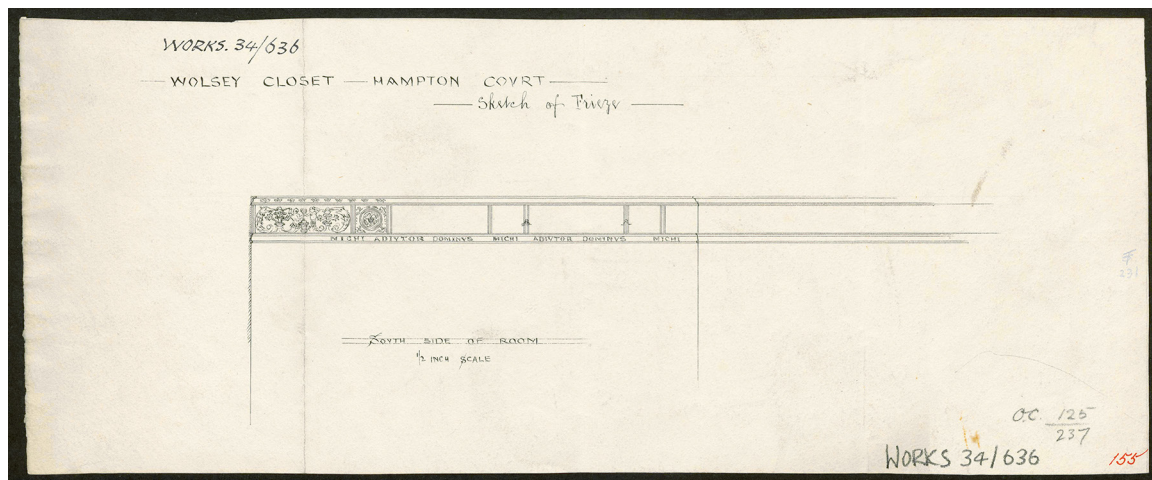 WORKS. 34/636
WOLSEY CLOSET — HAMPTON COVRT
Sketch of Frieze
MICHI ADIVTOR DOMINVS MICHI ADIVTOR DOMINVS MICHI
SOVTH SIDE OF ROOM
1/2 INCH SCALE
231
O.C. 125
237
WORKS 34/636
155